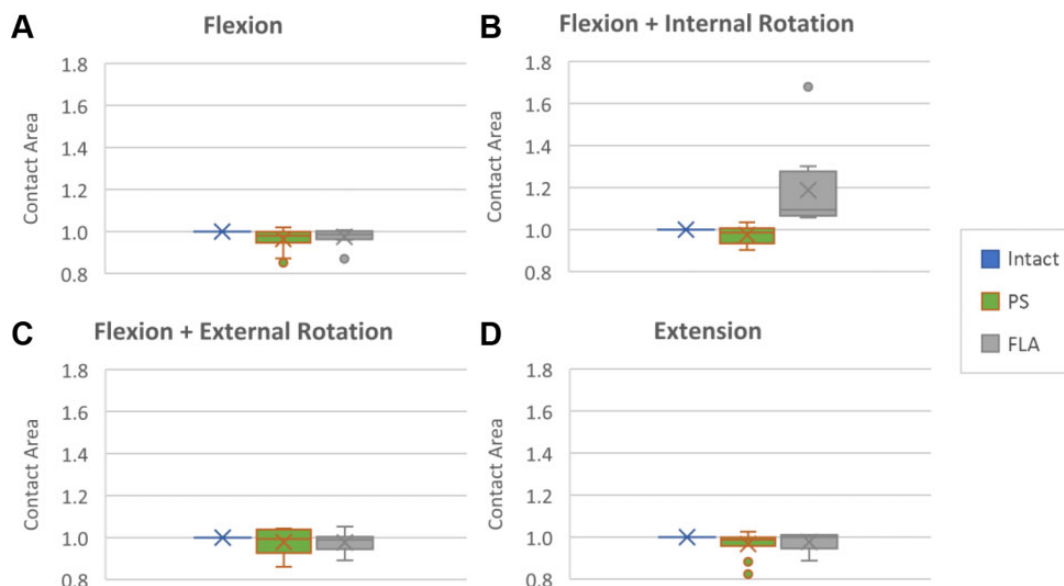 A
Flexion
Contact Area
1.8
1.6
1.4
1.2
1.0
0.8
B
Flexion + Internal Rotation
Contact Area
1.8
1.6
1.4
1.2
1.0
0.8
C
Flexion + External Rotation
Contact Area
1.8
1.6
1.4
1.2
1.0
0.8
D
Extension
Contact Area
1.8
1.6
1.4
1.2
1.0
0.8
Intact
PS
FLA